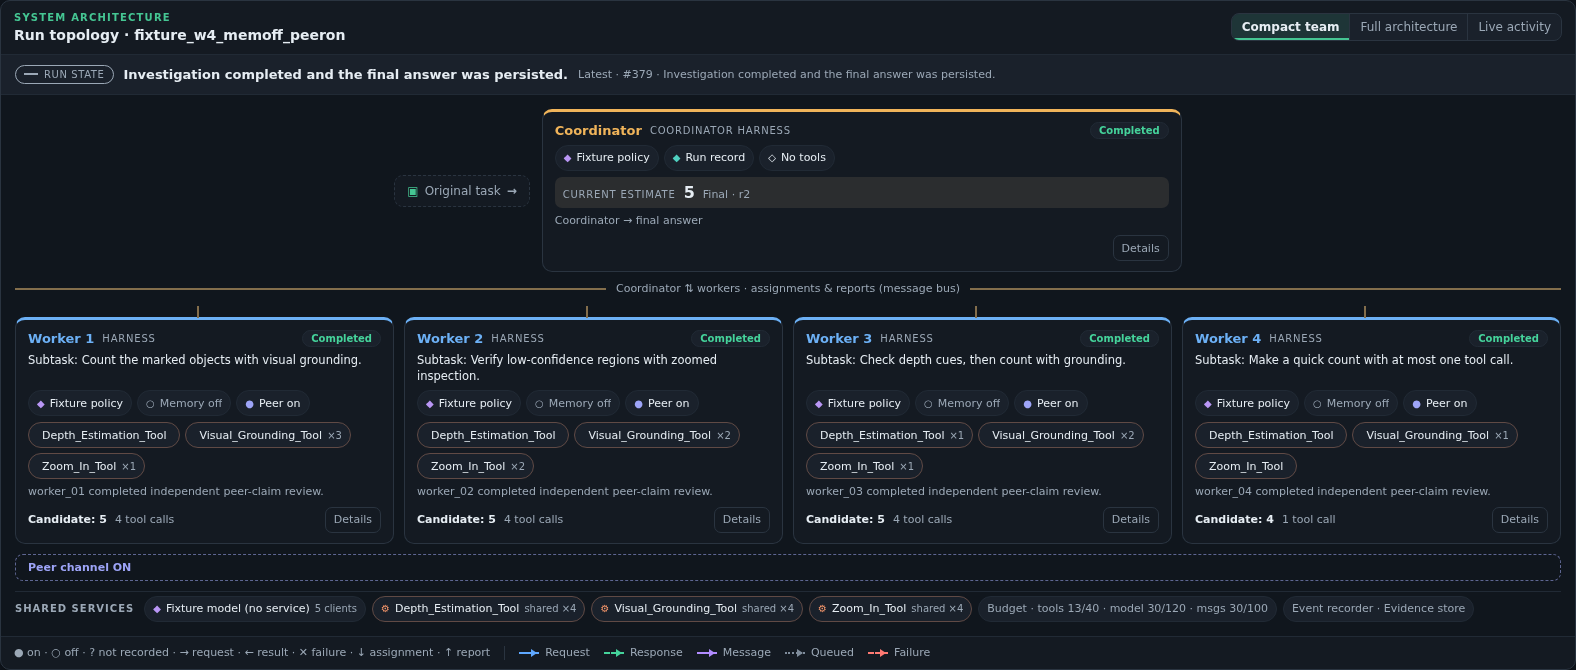 SYSTEM ARCHITECTURE
Run topology · fixture_w4_memoff_peeron
Compact team Full architecture Live activity
RUN STATE Investigation completed and the final answer was persisted. Latest · #379 · Investigation completed and the final answer was persisted.
Coordinator COORDINATOR HARNESS Completed
◆ Fixture policy ◆ Run record ◇ No tools
▣ Original task →
CURRENT ESTIMATE 5 Final · r2
Coordinator → final answer
Details
Coordinator ⇅ workers · assignments & reports (message bus)
Worker 1 HARNESS Completed
Subtask: Count the marked objects with visual grounding.
◆ Fixture policy ○ Memory off ● Peer on
Depth_Estimation_Tool Visual_Grounding_Tool ×3
Zoom_In_Tool ×1
worker_01 completed independent peer-claim review.
Candidate: 5 4 tool calls Details
Worker 2 HARNESS Completed
Subtask: Verify low-confidence regions with zoomed
inspection.
◆ Fixture policy ○ Memory off ● Peer on
Depth_Estimation_Tool Visual_Grounding_Tool ×2
Zoom_In_Tool ×2
worker_02 completed independent peer-claim review.
Candidate: 5 4 tool calls Details
Worker 3 HARNESS Completed
Subtask: Check depth cues, then count with grounding.
◆ Fixture policy ○ Memory off ● Peer on
Depth_Estimation_Tool ×1 Visual_Grounding_Tool ×2
Zoom_In_Tool ×1
worker_03 completed independent peer-claim review.
Candidate: 5 4 tool calls Details
Worker 4 HARNESS Completed
Subtask: Make a quick count with at most one tool call.
◆ Fixture policy ○ Memory off ● Peer on
Depth_Estimation_Tool Visual_Grounding_Tool ×1
Zoom_In_Tool
worker_04 completed independent peer-claim review.
Candidate: 4 1 tool call Details
Peer channel ON
SHARED SERVICES ◆ Fixture model (no service) 5 clients ⚙ Depth_Estimation_Tool shared ×4 ⚙ Visual_Grounding_Tool shared ×4 ⚙ Zoom_In_Tool shared ×4 Budget · tools 13/40 · model 30/120 · msgs 30/100 Event recorder · Evidence store
● on · ○ off · ? not recorded · → request · ← result · ✕ failure · ↓ assignment · ↑ report Request Response Message Queued Failure